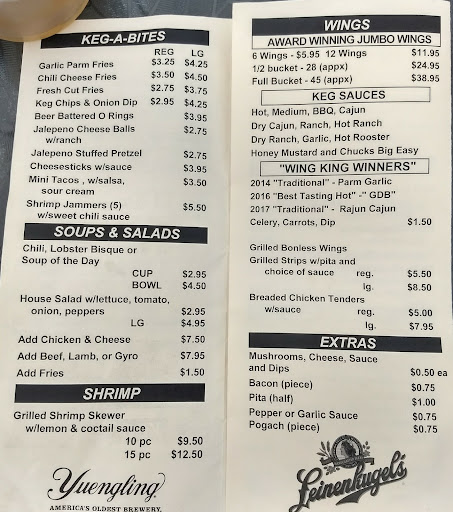 KEG-A-BITES
REG LG
Garlic Parm Fries $3.25 $4.25
Chili Cheese Fries $3.50 $4.50
Fresh Cut Fries $2.75 $3.75
Keg Chips & Onion Dip $2.95 $4.25
Beer Battered O Rings $3.95
Jalepeno Cheese Balls $2.75
w/ranch
Jalepeno Stuffed Pretzel $2.75
Cheesesticks w/sauce $3.95
Mini Tacos , w/salsa, $3.50
sour cream
Shrimp Jammers (5) $5.50
w/sweet chili sauce
SOUPS & SALADS
Chili, Lobster Bisque or
Soup of the Day
CUP $2.95
BOWL $4.50
House Salad w/lettuce, tomato,
onion, peppers $2.95
LG $4.95
Add Chicken & Cheese $7.50
Add Beef, Lamb, or Gyro $7.95
Add Fries $1.50
SHRIMP
Grilled Shrimp Skewer
w/lemon & coctail sauce
10 pc $9.50
15 pc $12.50
Yuengling
AMERICA'S OLDEST BREWERY.
WINGS
AWARD WINNING JUMBO WINGS
6 Wings - $5.95 12 Wings $11.95
1/2 bucket - 28 (appx) $24.95
Full Bucket - 45 (appx) $38.95
KEG SAUCES
Hot, Medium, BBQ, Cajun
Dry Cajun, Ranch, Hot Ranch
Dry Ranch, Garlic, Hot Rooster
Honey Mustard and Chucks Big Easy
"WING KING WINNERS"
2014 "Traditional" - Parm Garlic
2016 "Best Tasting Hot" -" GDB"
2017 "Traditional" - Rajun Cajun
Celery, Carrots, Dip $1.50
Grilled Bonless Wings
Grilled Strips w/pita and
choice of sauce reg. $5.50
lg. $8.50
Breaded Chicken Tenders
w/sauce reg. $5.00
lg. $7.95
EXTRAS
Mushrooms, Cheese, Sauce
and Dips $0.50 ea
Bacon (piece) $0.75
Pita (half) $1.00
Pepper or Garlic Sauce $0.75
Pogach (piece) $0.75
Leinenkugel's